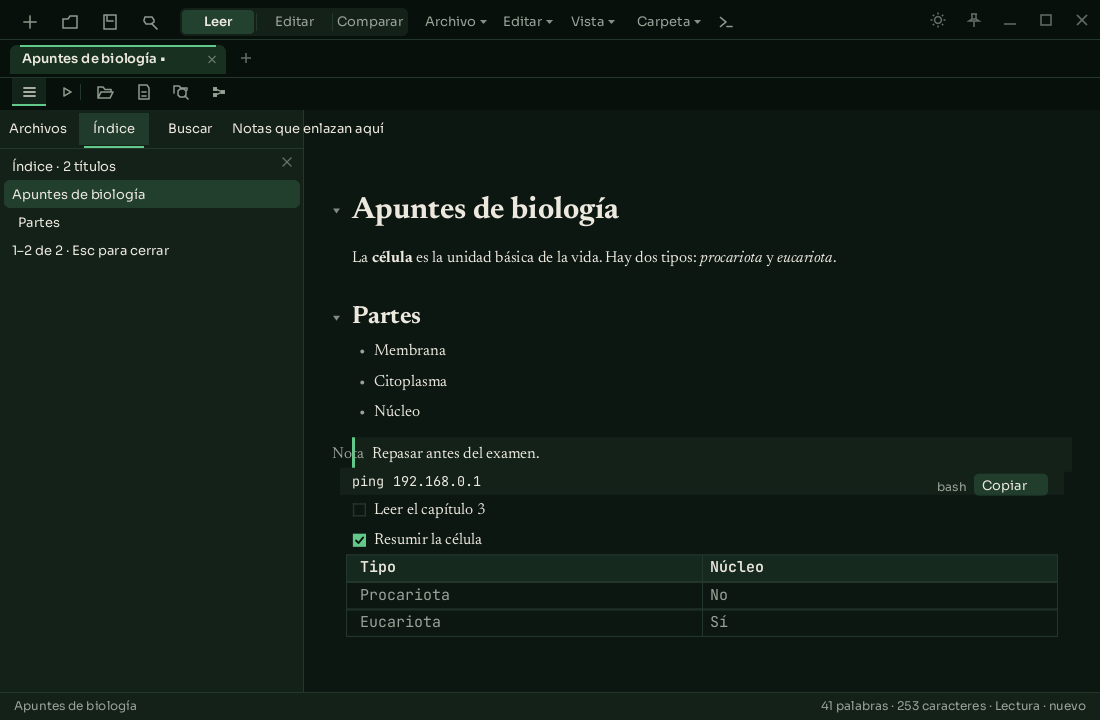 Leer Editar Comparar Archivo Editar Vista Carpeta
Apuntes de biología •
Archivos Índice Buscar Notas que enlazan aquí
Índice · 2 títulos
Apuntes de biología
Partes
1–2 de 2 · Esc para cerrar
Apuntes de biología
La célula es la unidad básica de la vida. Hay dos tipos: procariota y eucariota.
Partes
• Membrana
• Citoplasma
• Núcleo
Nota Repasar antes del examen.
ping 192.168.0.1 bash Copiar
Leer el capítulo 3
Resumir la célula
Tipo Núcleo
Procariota No
Eucariota Sí
Apuntes de biología 41 palabras · 253 caracteres · Lectura · nuevo